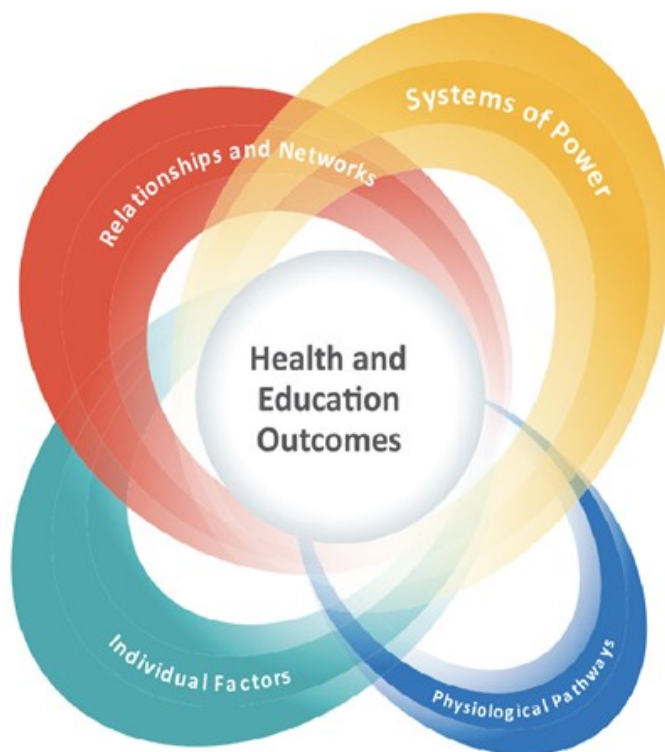 Systems of Power
Relationships and Networks
Health and
Education
Outcomes
Individual Factors
Physiological Pathways